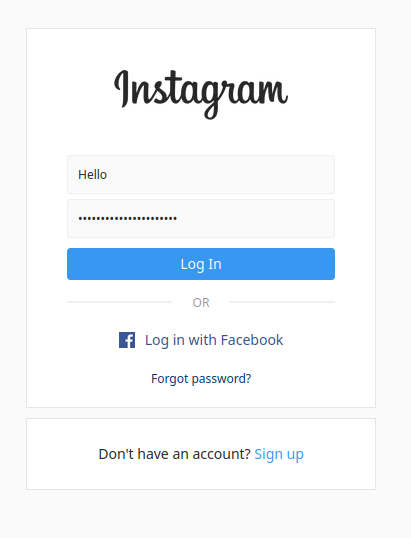 Instagram
Hello
••••••••••••••••••••••
Log In
OR
Log in with Facebook
Forgot password?
Don't have an account? Sign up